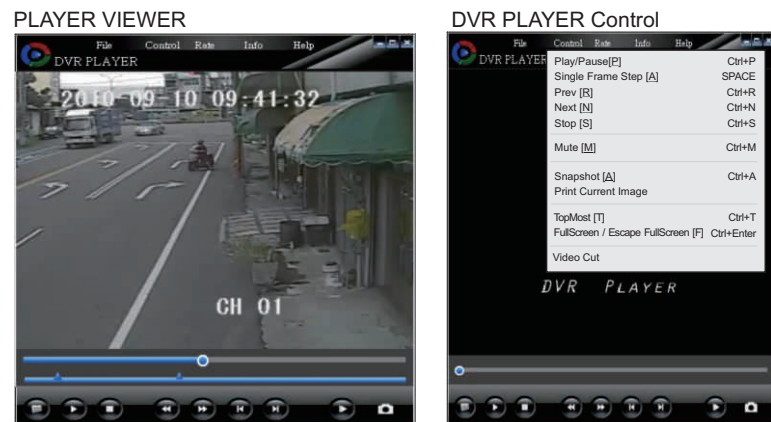 PLAYER VIEWER
File Control Rate Info Help
DVR PLAYER
2010-09-10 09:41:32
CH 01
DVR PLAYER Control
File Control Rate Info Help
DVR PLAYER
Play/Pause[P] Ctrl+P
Single Frame Step [A] SPACE
Prev [R] Ctrl+R
Next [N] Ctrl+N
Stop [S] Ctrl+S
Mute [M] Ctrl+M
Snapshot [A] Ctrl+A
Print Current Image
TopMost [T] Ctrl+T
FullScreen / Escape FullScreen [F] Ctrl+Enter
Video Cut
DVR PLAYER